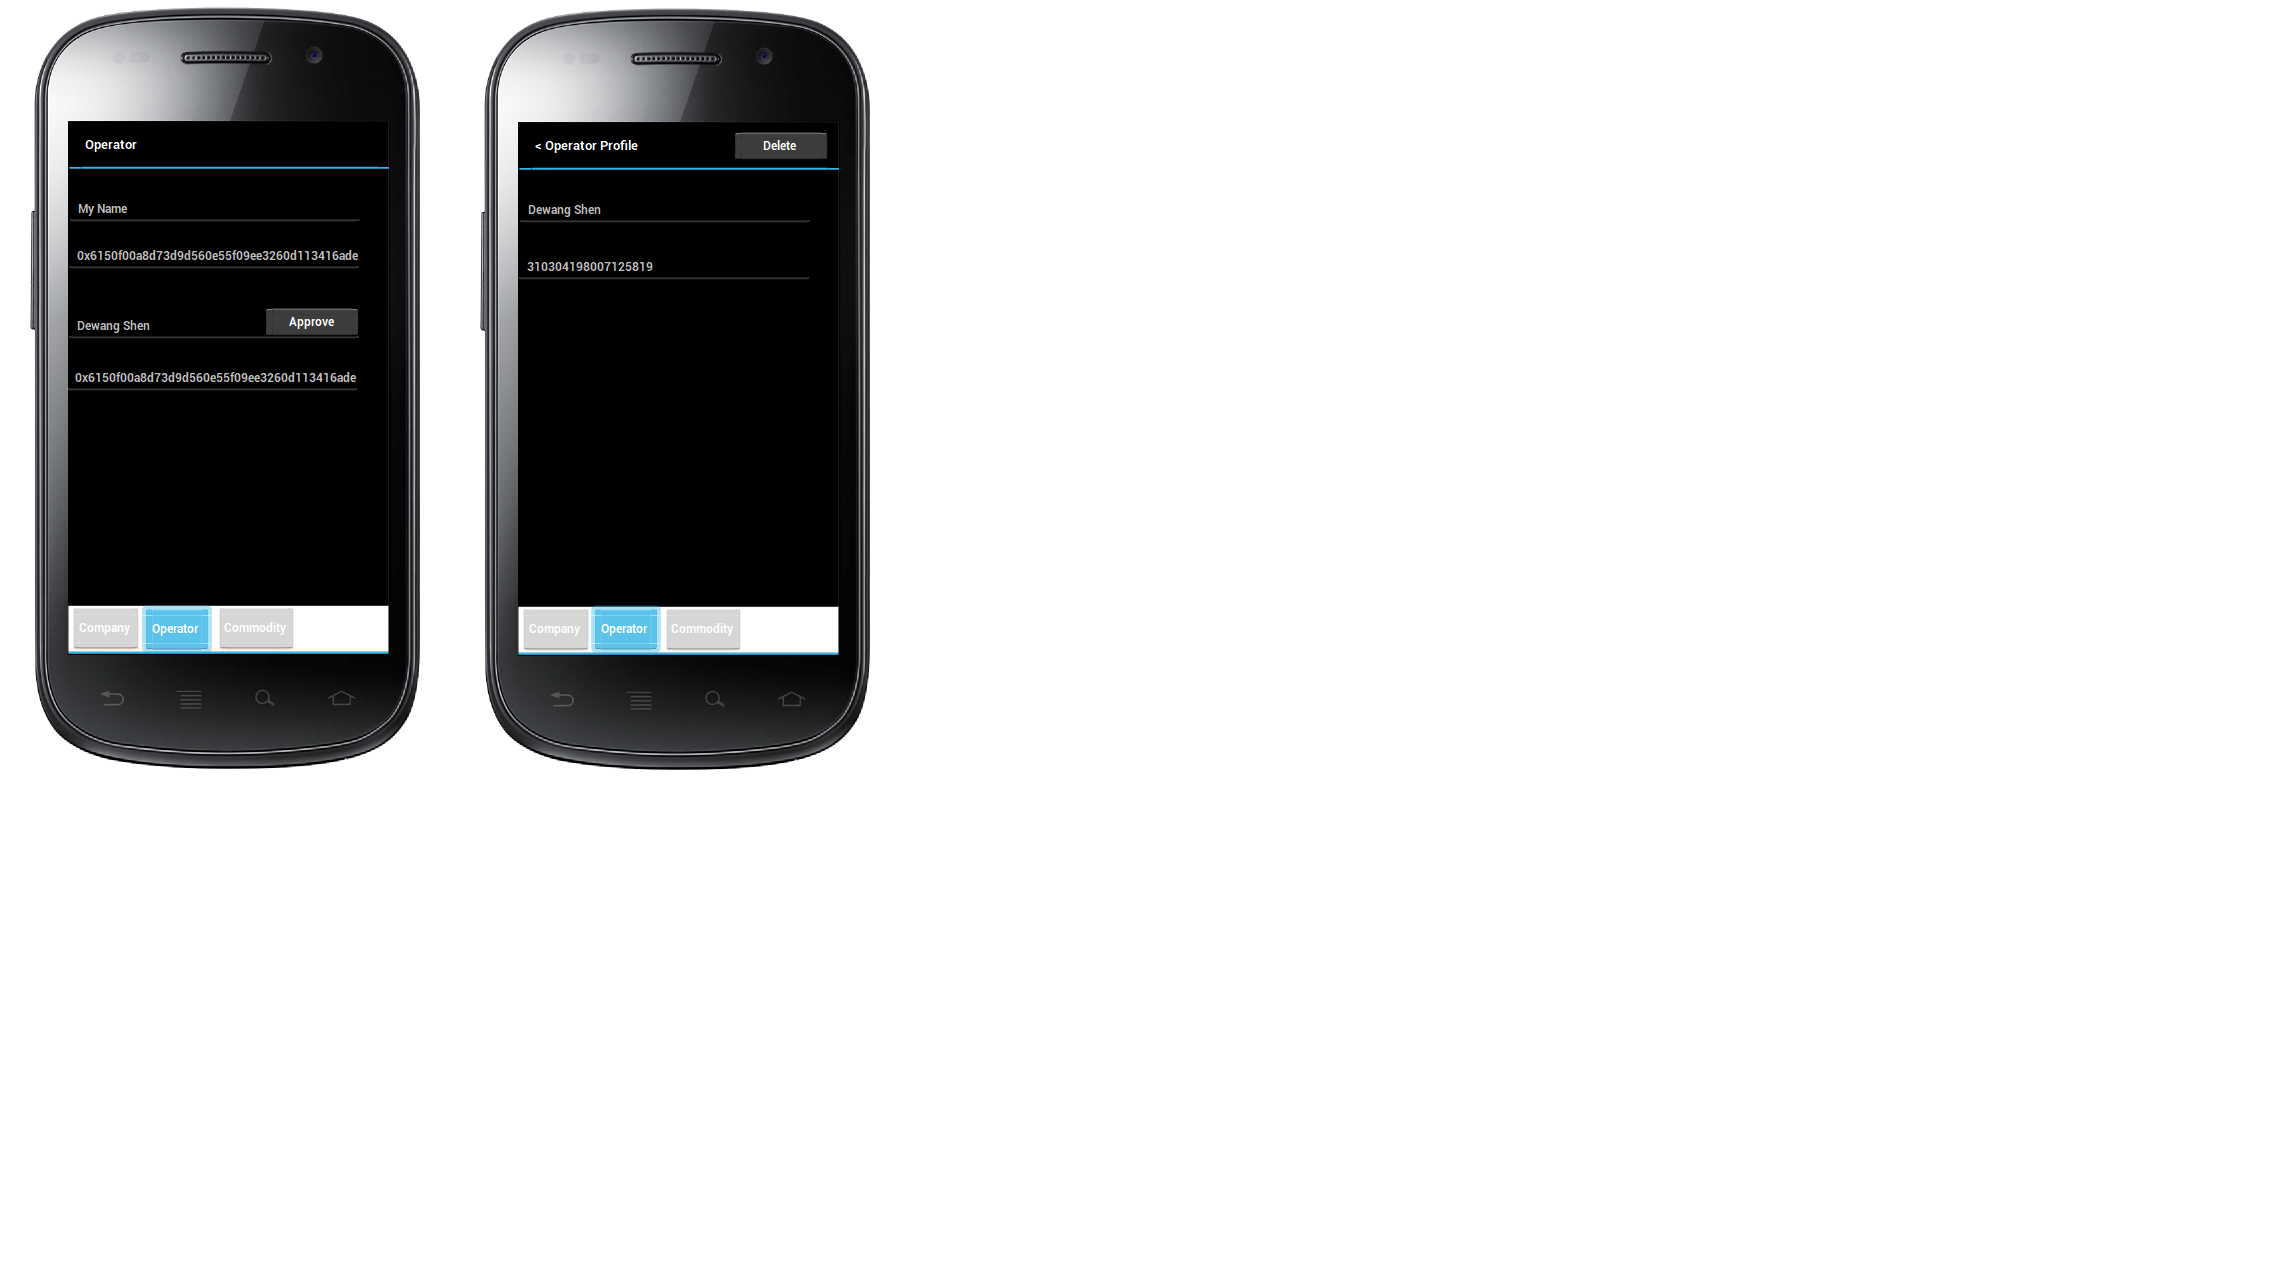 Operator
My Name
0x6150f00a8d73d9d560e55f09ee3260d113416ade
Dewang Shen
Approve
0x6150f00a8d73d9d560e55f09ee3260d113416ade
Company
Operator
Commodity
< Operator Profile
Delete
Dewang Shen
310304198007125819
Company
Operator
Commodity